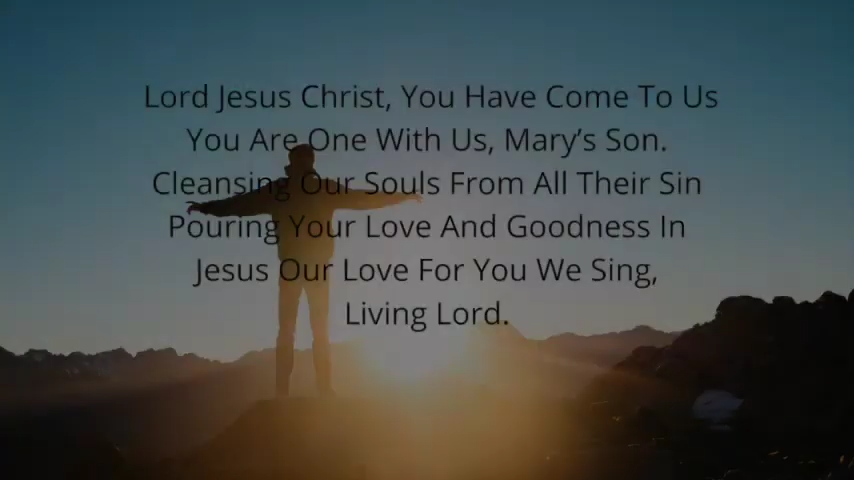 Lord Jesus Christ, You Have Come To Us
You Are One With Us, Mary's Son.
Cleansing Our Souls From All Their Sin
Pouring Your Love And Goodness In
Jesus Our Love For You We Sing,
Living Lord.